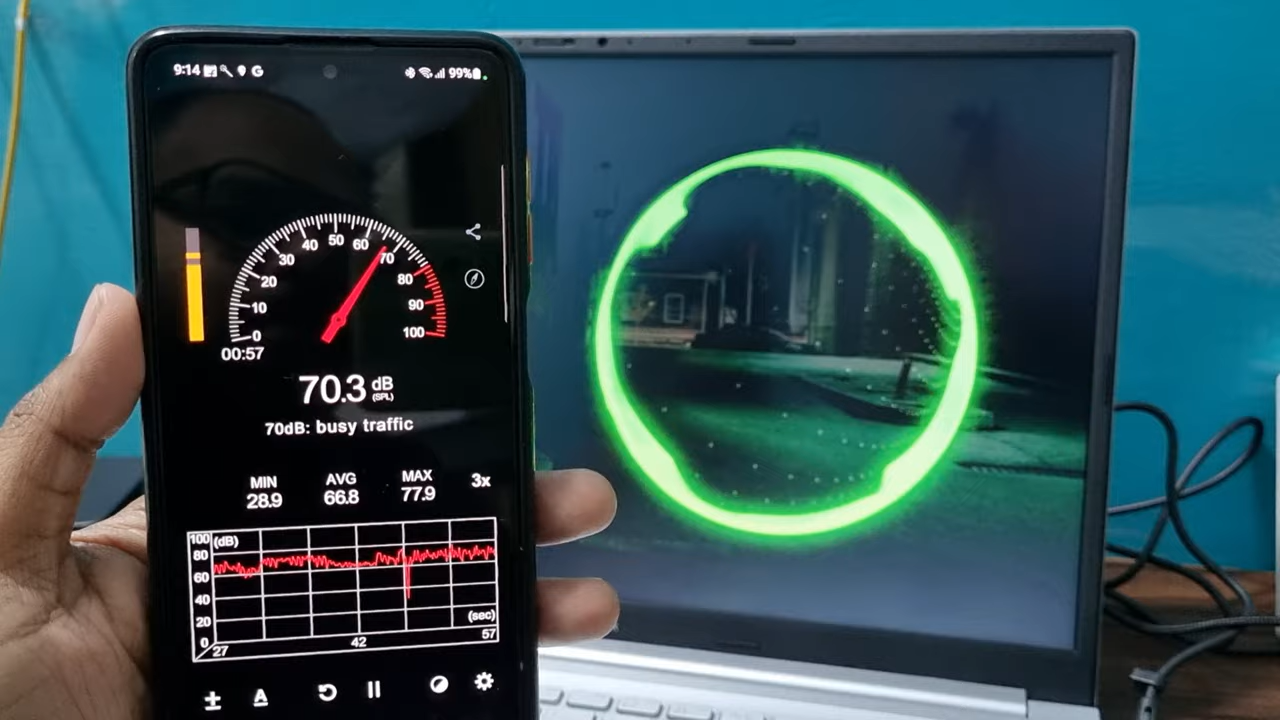 9:14 G 99%
50
40 60
30 70
20 80
10 90
0 100
00:57
70.3 dB
(SPL)
70dB: busy traffic
MIN AVG MAX 3x
28.9 66.8 77.9
100 (dB)
80
60
40
20 (sec)
0
27 42 57
A